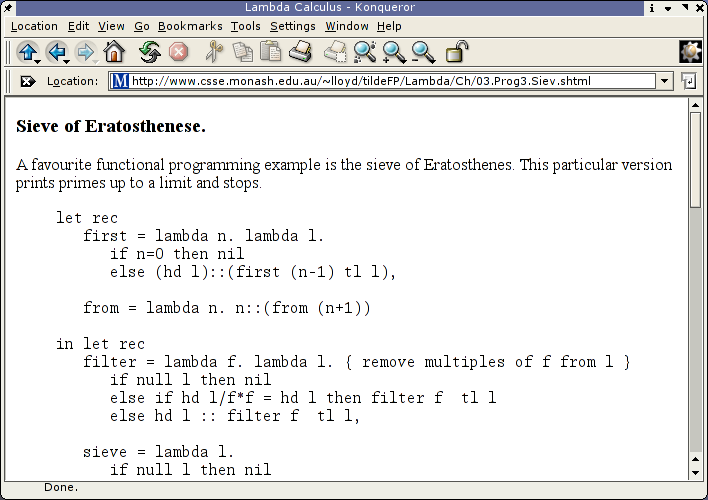 Lambda Calculus - Konqueror
Location Edit View Go Bookmarks Tools Settings Window Help
Location: http://www.csse.monash.edu.au/~lloyd/tildeFP/Lambda/Ch/03.Prog3.Siev.shtml
Sieve of Eratosthenese.
A favourite functional programming example is the sieve of Eratosthenes. This particular version
prints primes up to a limit and stops.
let rec
first = lambda n. lambda l.
if n=0 then nil
else (hd l)::(first (n-1) tl l),
from = lambda n. n::(from (n+1))
in let rec
filter = lambda f. lambda l. { remove multiples of f from l }
if null l then nil
else if hd l/f*f = hd l then filter f  tl l
else hd l :: filter f  tl l,
sieve = lambda l.
if null l then nil
Done.